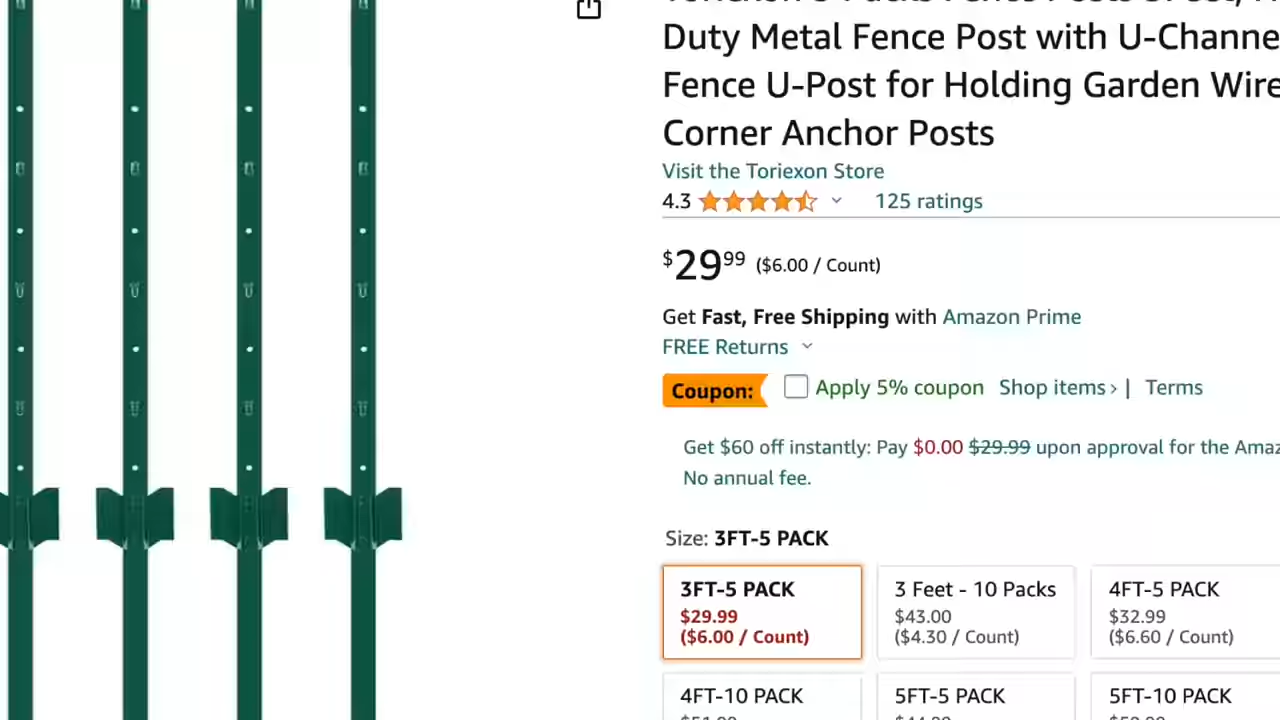 Duty Metal Fence Post with U-Channe
Fence U-Post for Holding Garden Wire
Corner Anchor Posts
Visit the Toriexon Store
4.3 125 ratings
$29.99 ($6.00 / Count)
Get Fast, Free Shipping with Amazon Prime
FREE Returns
Coupon: Apply 5% coupon Shop items › | Terms
Get $60 off instantly: Pay $0.00 $29.99 upon approval for the Amaz
No annual fee.
Size: 3FT-5 PACK
3FT-5 PACK
$29.99
($6.00 / Count)
3 Feet - 10 Packs
$43.00
($4.30 / Count)
4FT-5 PACK
$32.99
($6.60 / Count)
4FT-10 PACK
5FT-5 PACK
5FT-10 PACK